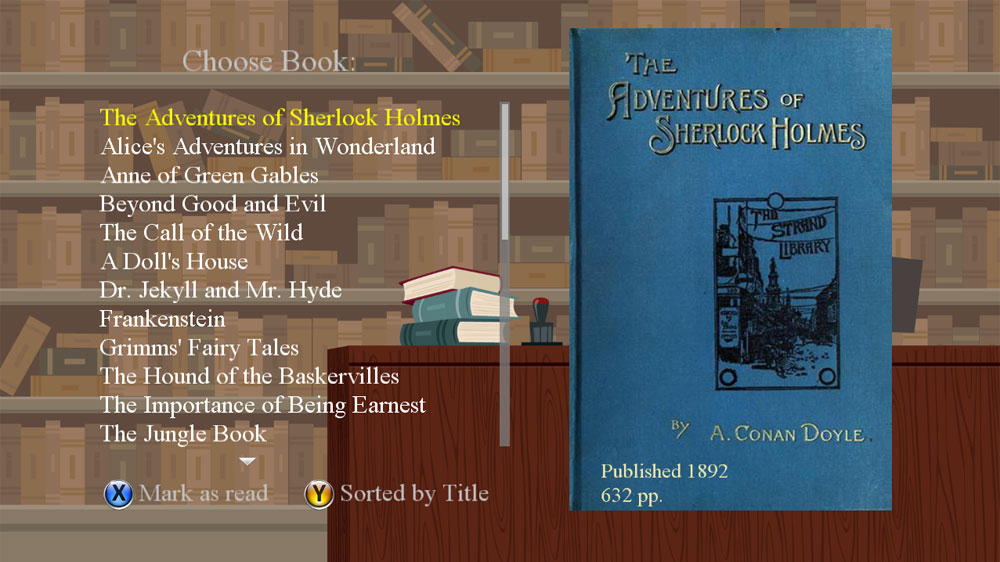 Choose Book:
The Adventures of Sherlock Holmes
Alice's Adventures in Wonderland
Anne of Green Gables
Beyond Good and Evil
The Call of the Wild
A Doll's House
Dr. Jekyll and Mr. Hyde
Frankenstein
Grimms' Fairy Tales
The Hound of the Baskervilles
The Importance of Being Earnest
The Jungle Book
X Mark as read
Y Sorted by Title
THE
ADVENTURES OF
SHERLOCK HOLMES
THE
STRAND
LIBRARY
BY A. CONAN DOYLE.
Published 1892
632 pp.